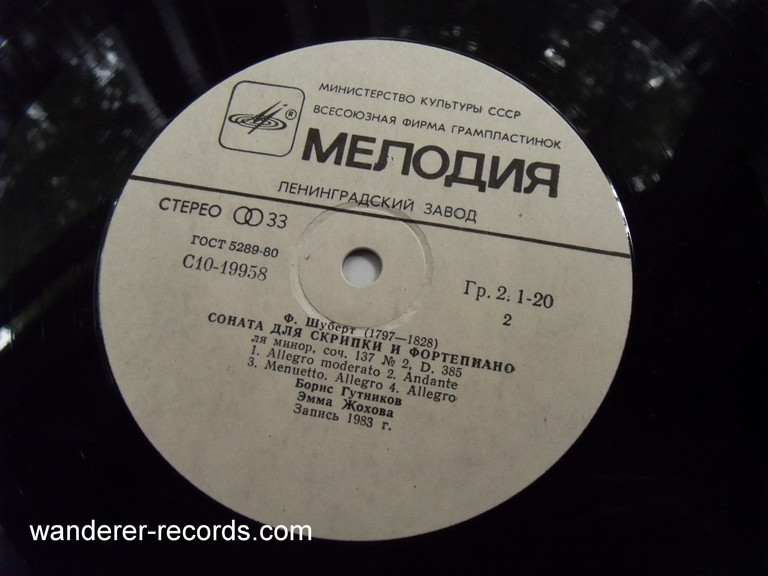 МИНИСТЕРСТВО КУЛЬТУРЫ СССР
ВСЕСОЮЗНАЯ ФИРМА ГРАМПЛАСТИНОК
®
МЕЛОДИЯ
ЛЕНИНГРАДСКИЙ ЗАВОД
СТЕРЕО 33
ГОСТ 5289-80
С10-19958
Гр. 2. 1-20
2
Ф. Шуберт (1797—1828)
СОНАТА ДЛЯ СКРИПКИ И ФОРТЕПИАНО
ля минор, соч. 137 № 2, D. 385
1. Allegro moderato 2. Andante
3. Menuetto. Allegro 4. Allegro
Борис Гутников
Эмма Жохова
Запись 1983 г.
wanderer-records.com